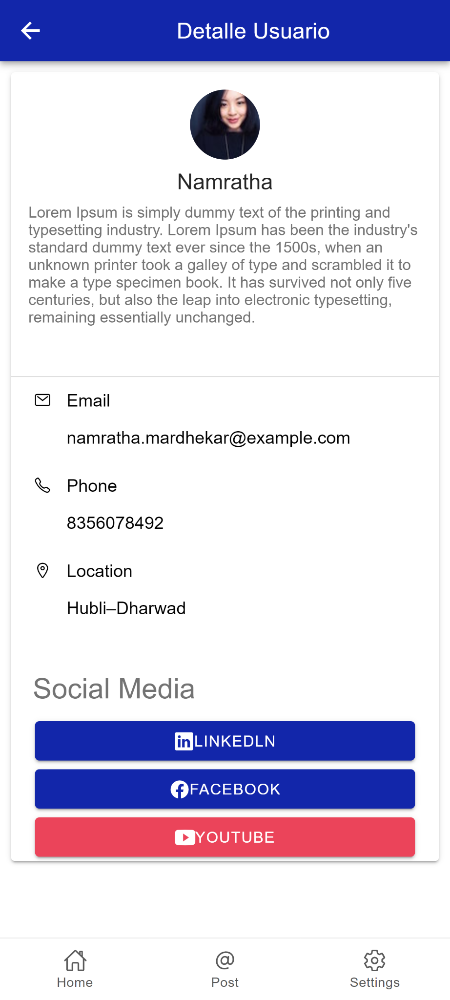 Detalle Usuario
Namratha
Lorem Ipsum is simply dummy text of the printing and
typesetting industry. Lorem Ipsum has been the industry's
standard dummy text ever since the 1500s, when an
unknown printer took a galley of type and scrambled it to
make a type specimen book. It has survived not only five
centuries, but also the leap into electronic typesetting,
remaining essentially unchanged.
Email
namratha.mardhekar@example.com
Phone
8356078492
Location
Hubli–Dharwad
Social Media
LINKEDLN
FACEBOOK
YOUTUBE
Home
Post
Settings